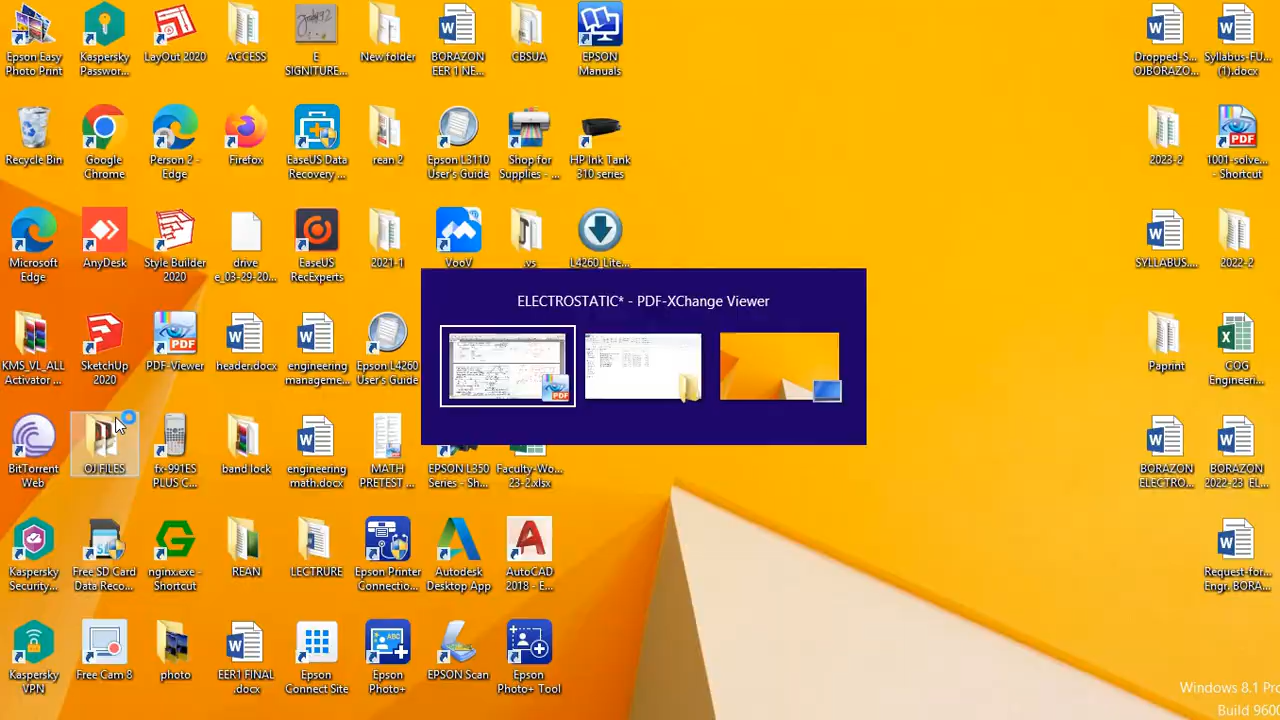 Epson Easy
Photo Print
Kaspersky
Passwor...
LayOut 2020
ACCESS
E
SIGNITURE...
New folder
BORAZON
EER 1 NE...
CBSUA
EPSON
Manuals
Dropped-S...
OJBORAZO...
Syllabus-FU...
(1).docx
Recycle Bin
Google
Chrome
Person 2 -
Edge
Firefox
EaseUS Data
Recovery ...
rean 2
Epson L3110
User's Guide
Shop for
Supplies - ...
HP Ink Tank
310 series
2023-2
1001-solve...
- Shortcut
Microsoft
Edge
AnyDesk
Style Builder
2020
drive
e_03-29-20...
EaseUS
RecExperts
2021-1
VooV
.vs
L4260_Lite...
SYLLABUS....
2022-2
ELECTROSTATIC* - PDF-XChange Viewer
KMS_VL_ALL
Activator ...
SketchUp
2020
PDF-Viewer
header.docx
engineering
manageme...
Epson L4260
User's Guide
Paprint
COG
Engineeri...
BitTorrent
Web
OJ FILES
fx-991ES
PLUS C...
band lock
engineering
math.docx
MATH
PRETEST ...
EPSON L350
Series - Sh...
Faculty-Wo...
23-2.xlsx
BORAZON
ELECTRO...
BORAZON
2022-23 EL...
Kaspersky
Security...
Free SD Card
Data Reco...
nginx.exe -
Shortcut
REAN
LECTRURE
Epson Printer
Connectio...
Autodesk
Desktop App
AutoCAD
2018 - E...
Request-for...
Engr. BORA...
Kaspersky
VPN
Free Cam 8
photo
EER1 FINAL
.docx
Epson
Connect Site
Epson
Photo+
EPSON Scan
Epson
Photo+ Tool
Windows 8.1 Pro
Build 9600